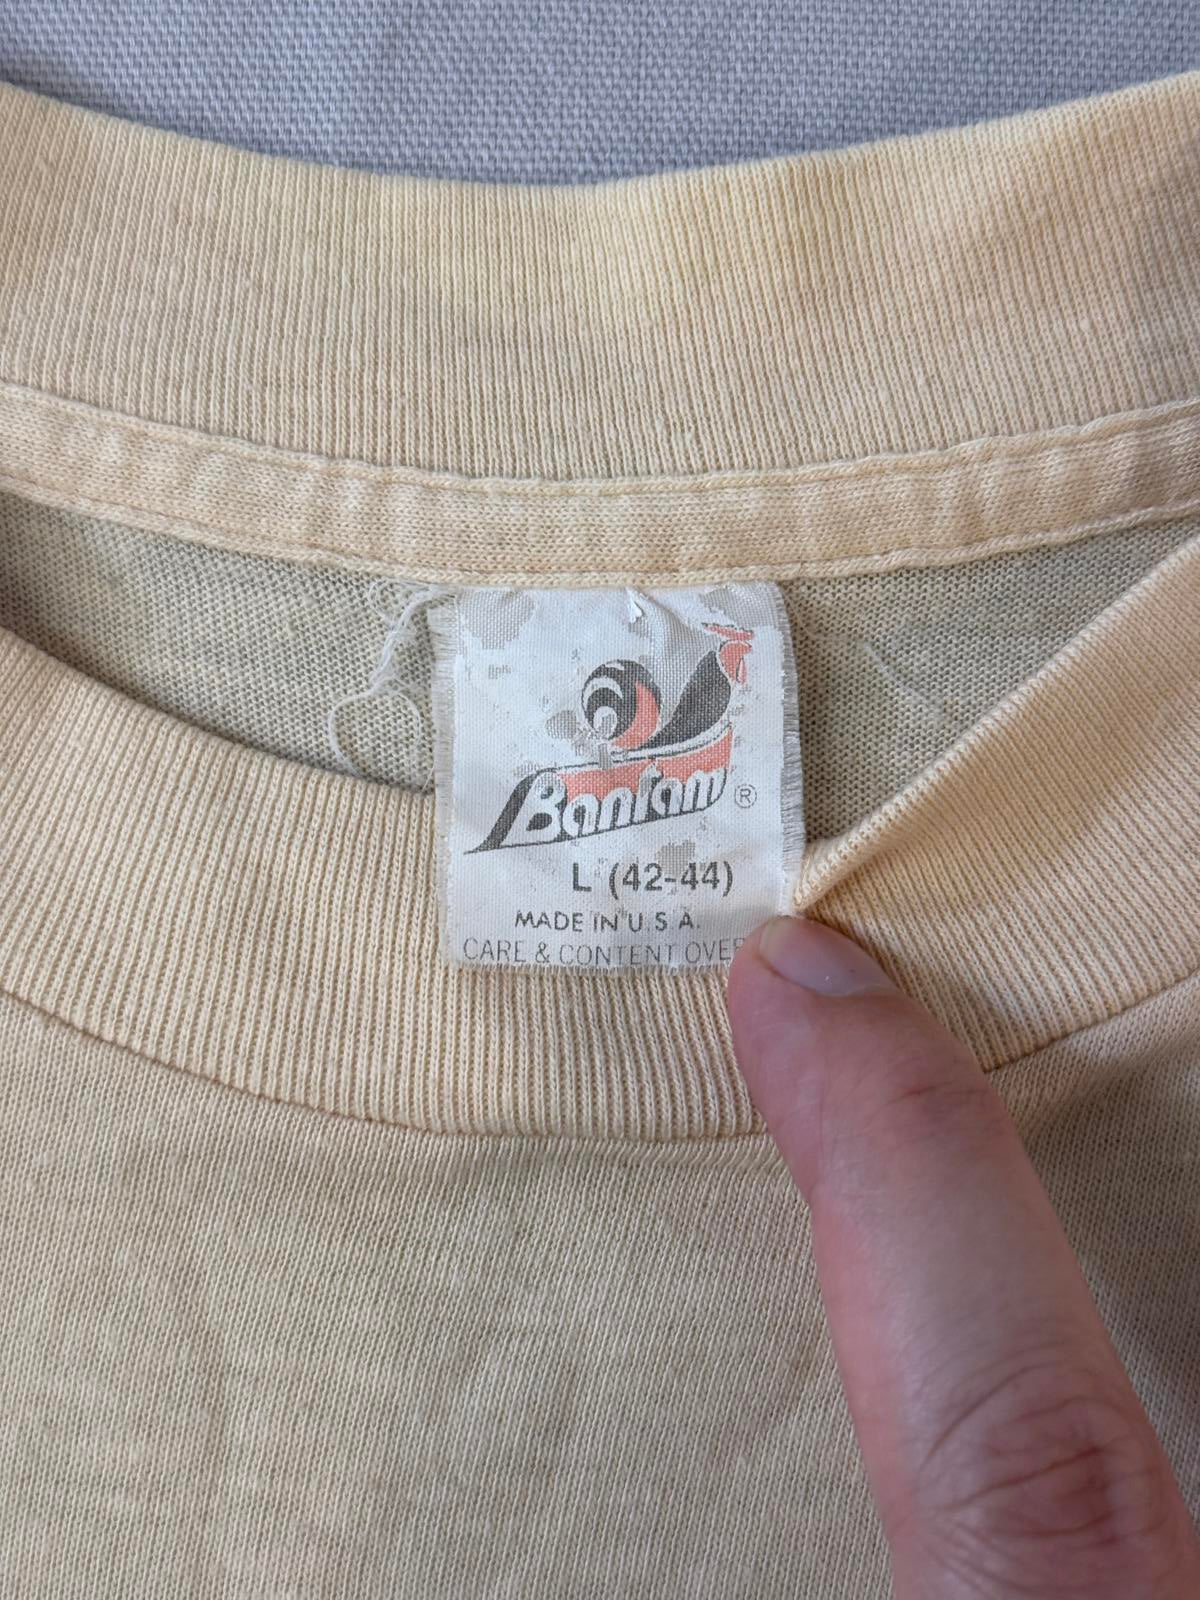 Bantam ®
L (42-44)
MADE IN U.S.A.
CARE & CONTENT OVER